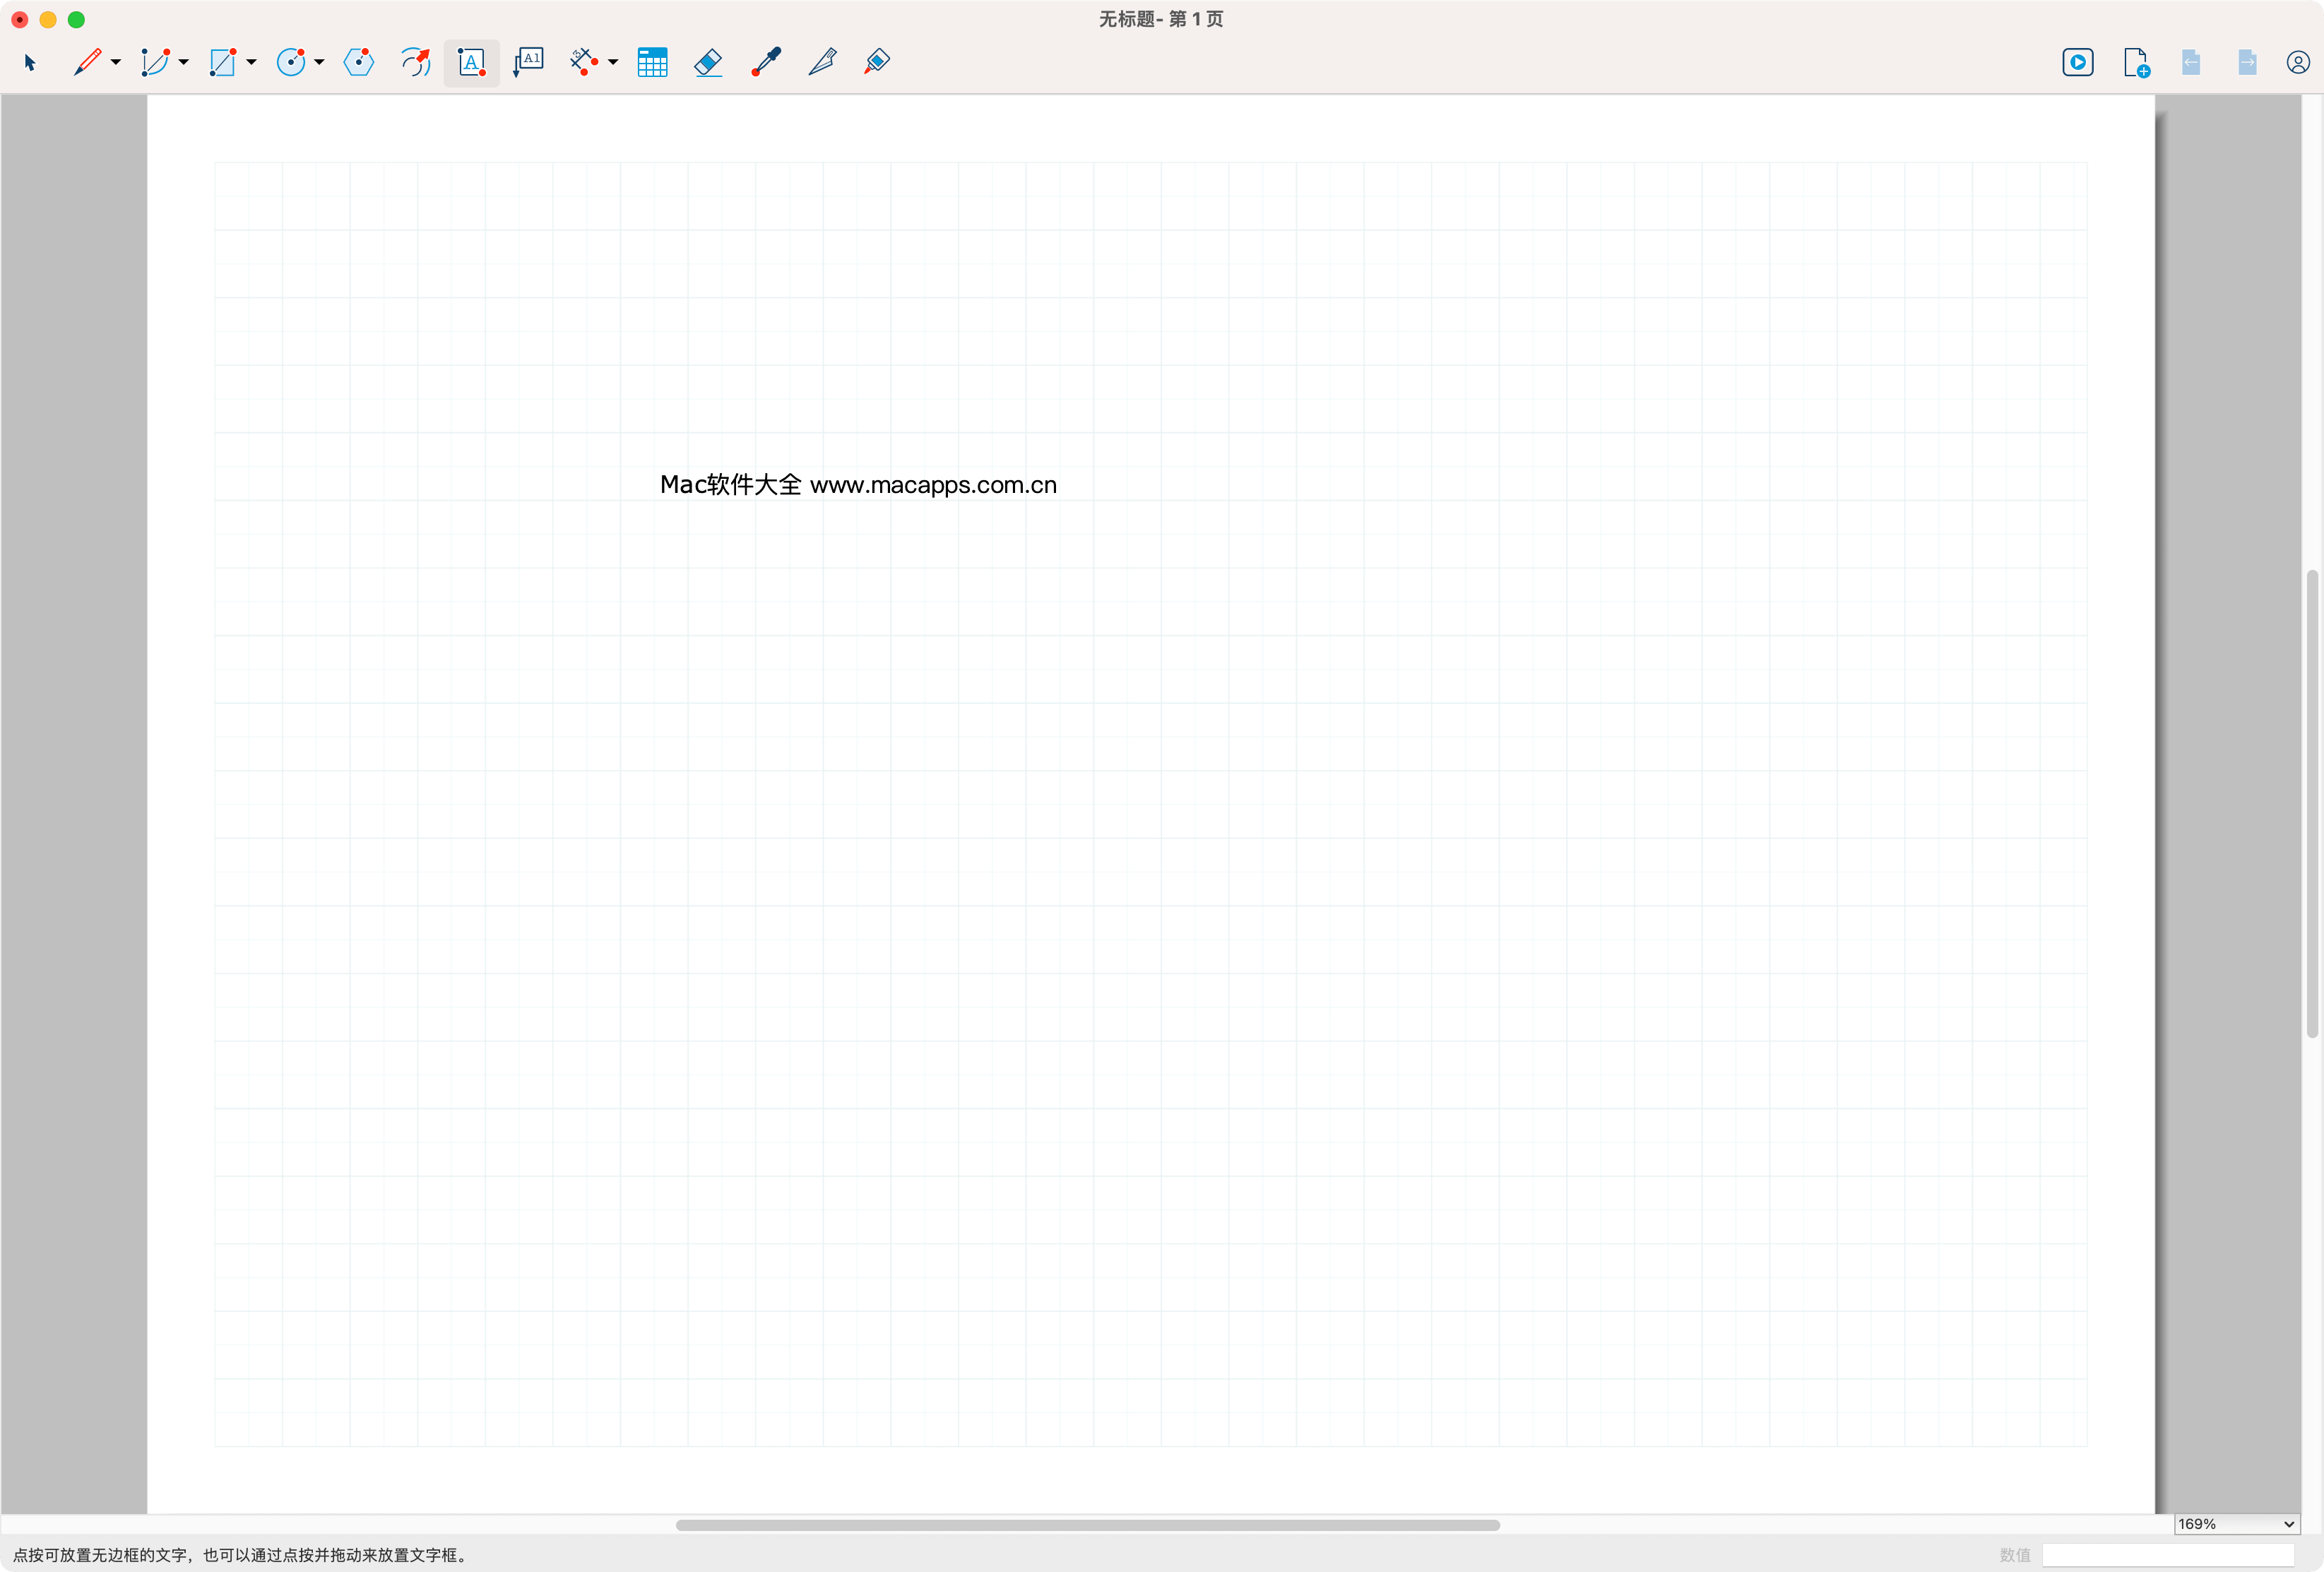 无标题- 第 1 页
A
A1
3
Mac软件大全 www.macapps.com.cn
169%
点按可放置无边框的文字，也可以通过点按并拖动来放置文字框。
数值